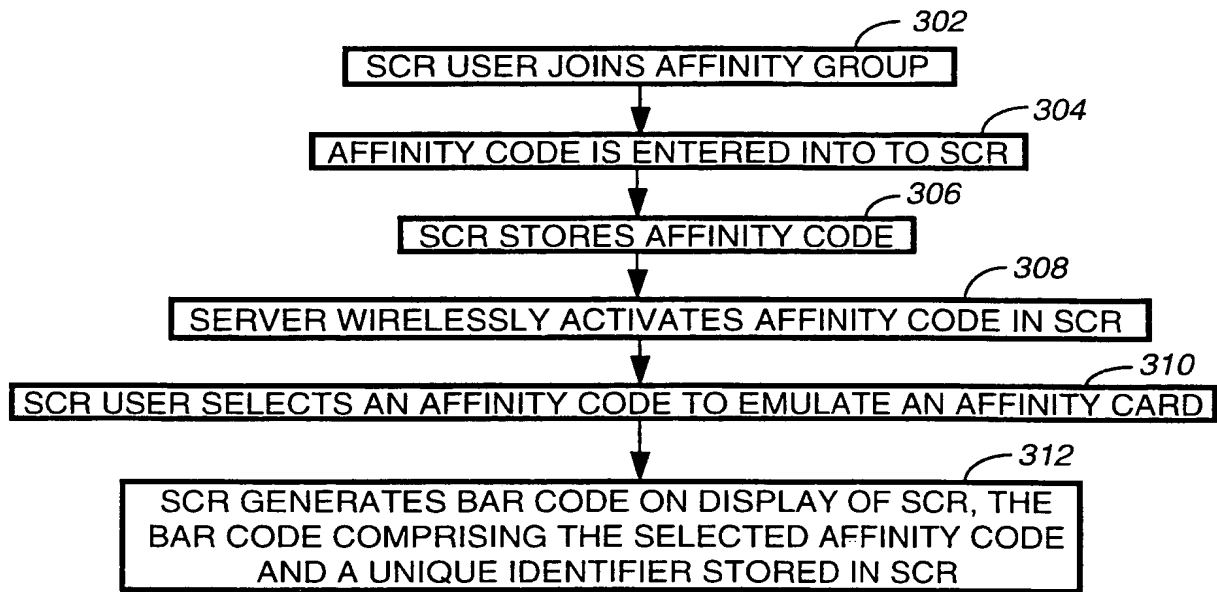 302
SCR USER JOINS AFFINITY GROUP
304
AFFINITY CODE IS ENTERED INTO TO SCR
306
SCR STORES AFFINITY CODE
308
SERVER WIRELESSLY ACTIVATES AFFINITY CODE IN SCR
310
SCR USER SELECTS AN AFFINITY CODE TO EMULATE AN AFFINITY CARD
312
SCR GENERATES BAR CODE ON DISPLAY OF SCR, THE
BAR CODE COMPRISING THE SELECTED AFFINITY CODE
AND A UNIQUE IDENTIFIER STORED IN SCR